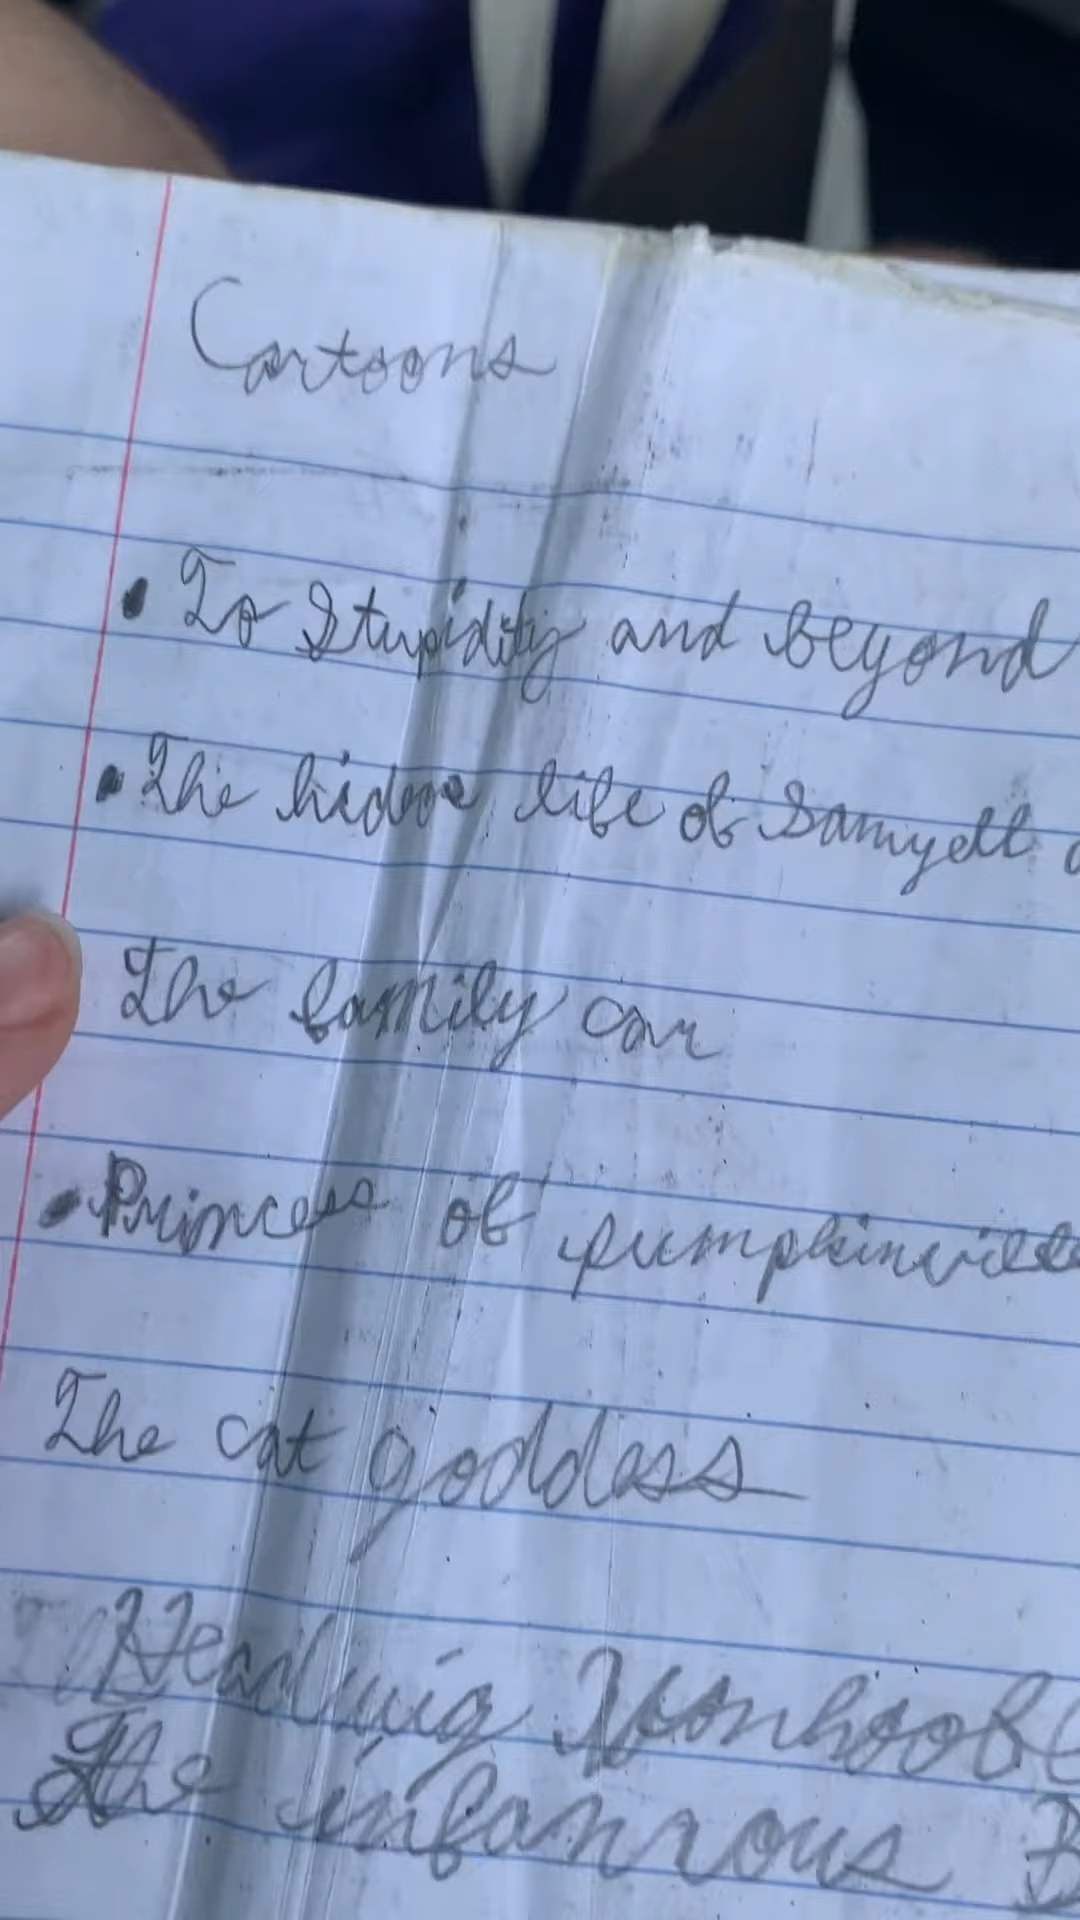 Cartoons
• To Stupidity and Beyond
• The life of Samyell
The family car
• Princess of pumpkinville
The cat goddess
The infamous B